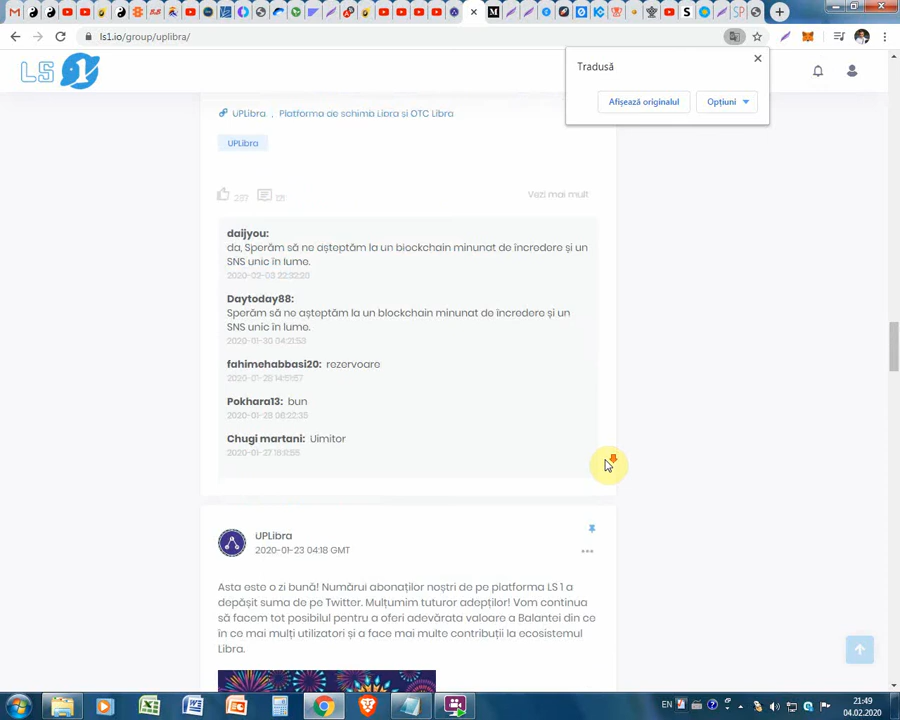 ls1.io/group/uplibra/
Tradusă
Afișează originalul
Opțiuni
LS 1
UPLibra , Platforma de schimb Libra și OTC Libra
UPLibra
Vezi mai mult
daijyou:
da, Sperăm să ne așteptăm la un blockchain minunat de încredere și un
SNS unic în lume.
2020-02-03 22:32:20
Daytoday88:
Sperăm să ne așteptăm la un blockchain minunat de încredere și un
SNS unic în lume.
2020-01-30 04:21:53
fahimehabbasi20: rezervoare
2020-01-29 14:51:57
Pokhara13: bun
2020-01-28 06:22:35
Chugi martani: Uimitor
UPLibra
2020-01-23 04:18 GMT
Asta este o zi bună! Numărul abonaților noștri de pe platforma LS 1 a
depășit suma de pe Twitter. Mulțumim tuturor adepților! Vom continua
să facem tot posibilul pentru a oferi adevărata valoare a Balantei din ce
în ce mai mulți utilizatori și a face mai multe contribuții la ecosistemul
Libra.
EN
21:49
04.02.2020